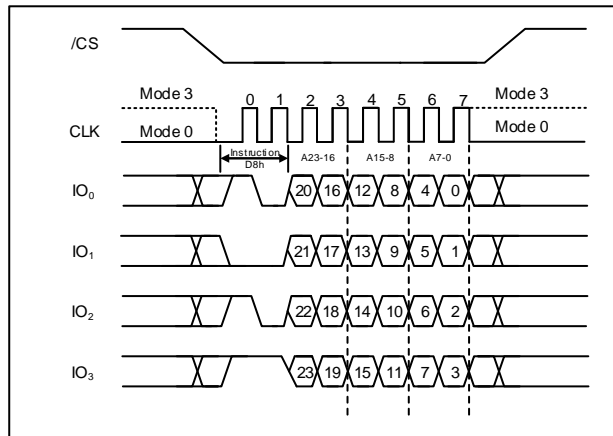 /CS
Mode 3 0 1 2 3 4 5 6 7 Mode 3
CLK Mode 0 Mode 0
Instruction
D8h A23-16 A15-8 A7-0
IO0 20 16 12 8 4 0
IO1 21 17 13 9 5 1
IO2 22 18 14 10 6 2
IO3 23 19 15 11 7 3